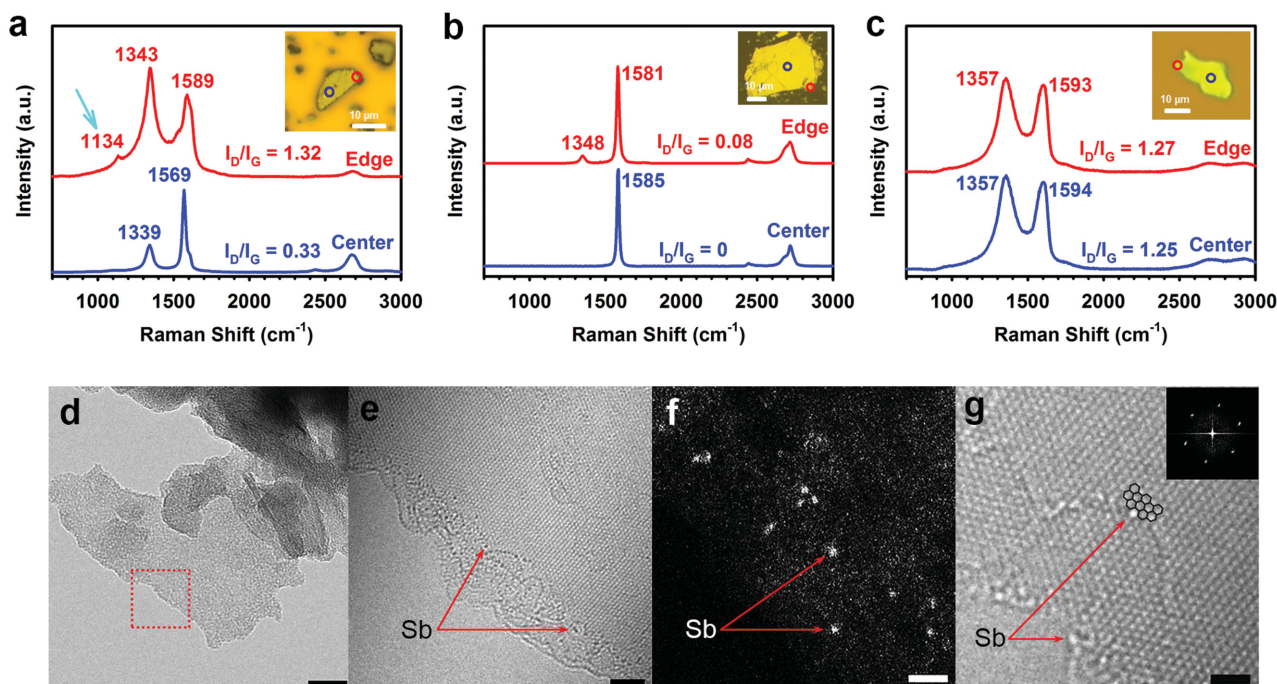 a
Intensity (a.u.)
1343
1589
1134
I_D/I_G = 1.32
Edge
10 µm
1569
1339
I_D/I_G = 0.33
Center
1000 1500 2000 2500 3000
Raman Shift (cm⁻¹)
b
Intensity (a.u.)
1581
1348
I_D/I_G = 0.08
Edge
10 µm
1585
I_D/I_G = 0
Center
1000 1500 2000 2500 3000
Raman Shift (cm⁻¹)
c
Intensity (a.u.)
1357
1593
I_D/I_G = 1.27
Edge
10 µm
1357
1594
I_D/I_G = 1.25
Center
1000 1500 2000 2500 3000
Raman Shift (cm⁻¹)
d
e
Sb
f
Sb
g
Sb